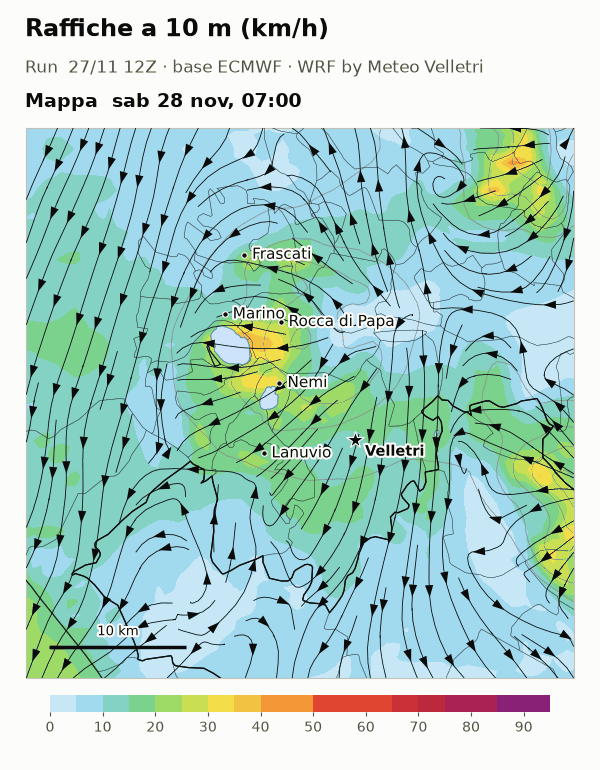 Raffiche a 10 m (km/h)
Run  27/11 12Z · base ECMWF · WRF by Meteo Velletri
Mappa  sab 28 nov, 07:00
Frascati
Marino
Rocca di Papa
Nemi
Velletri
Lanuvio
10 km
0 10 20 30 40 50 60 70 80 90